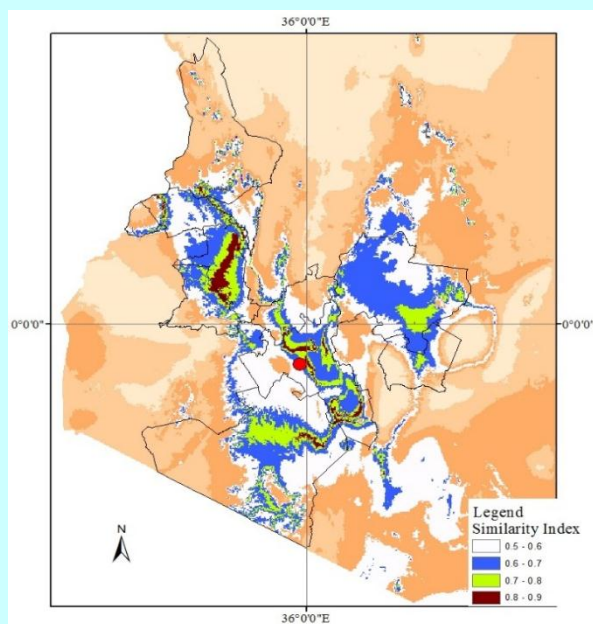 36°0'0"E
0°0'0"
0°0'0"
N
Legend
Similarity Index
0.5 - 0.6
0.6 - 0.7
0.7 - 0.8
0.8 - 0.9
36°0'0"E